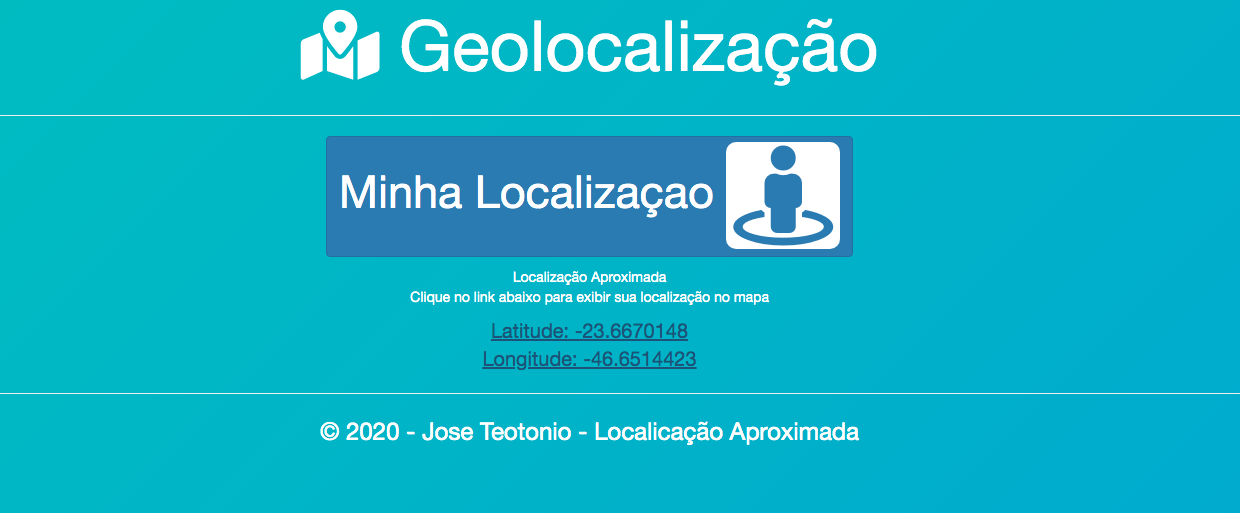 Geolocalização
Minha Localizaçao
Localização Aproximada
Clique no link abaixo para exibir sua localização no mapa
Latitude: -23.6670148
Longitude: -46.6514423
© 2020 - Jose Teotonio - Localicação Aproximada